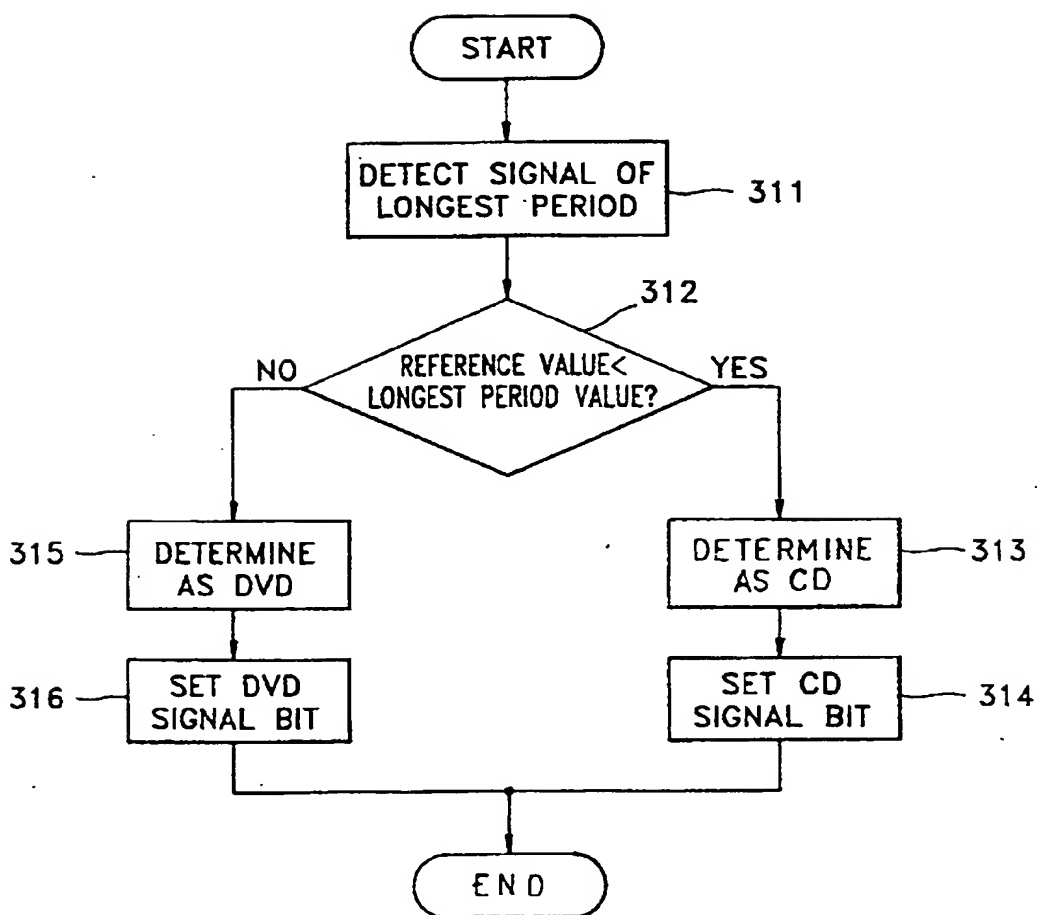 START
DETECT SIGNAL OF
LONGEST PERIOD
311
312
REFERENCE VALUE<
LONGEST PERIOD VALUE?
NO
YES
315
DETERMINE
AS DVD
DETERMINE
AS CD
313
316
SET DVD
SIGNAL BIT
SET CD
SIGNAL BIT
314
END